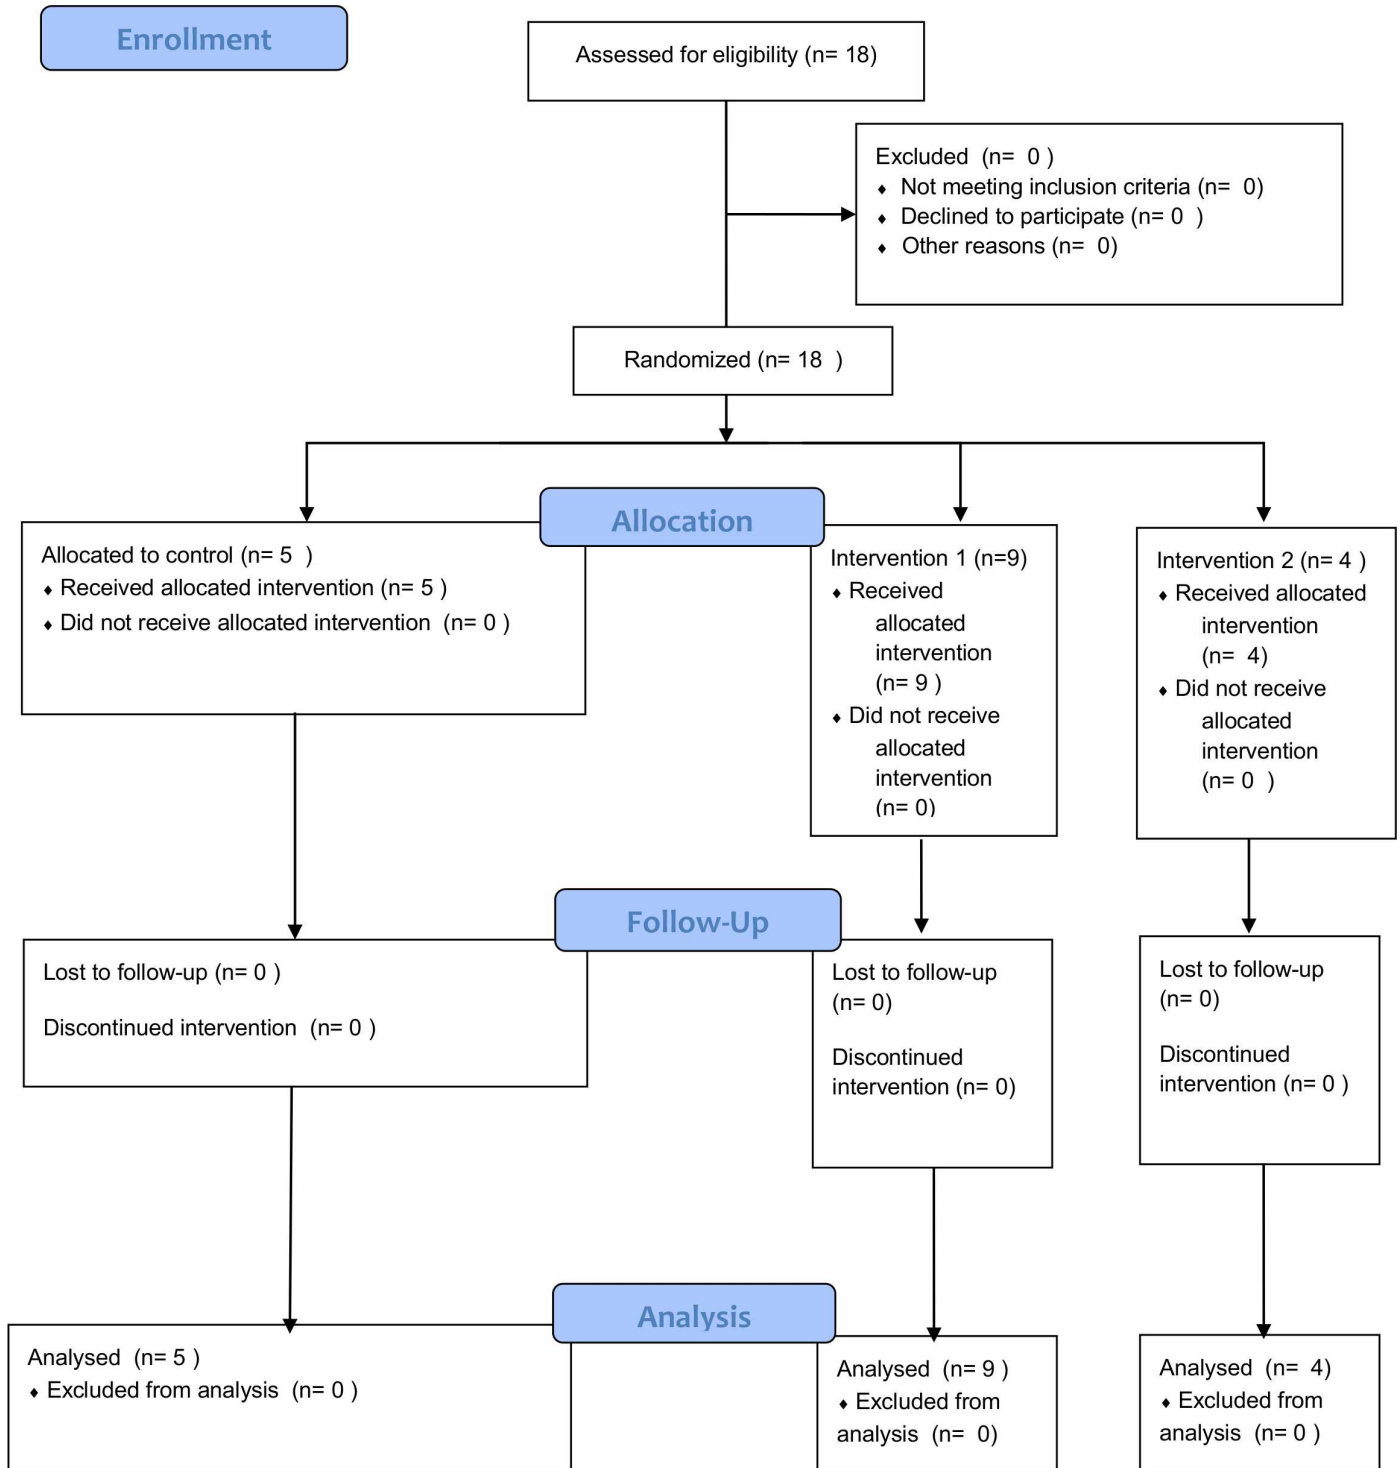 Enrollment
Assessed for eligibility (n= 18)
Excluded (n= 0 )
♦ Not meeting inclusion criteria (n= 0)
♦ Declined to participate (n= 0 )
♦ Other reasons (n= 0)
Randomized (n= 18 )
Allocation
Allocated to control (n= 5 )
♦ Received allocated intervention (n= 5 )
♦ Did not receive allocated intervention (n= 0 )
Intervention 1 (n=9)
♦ Received
allocated
intervention
(n= 9 )
♦ Did not receive
allocated
intervention
(n= 0)
Intervention 2 (n= 4 )
♦ Received allocated
intervention
(n= 4)
♦ Did not receive
allocated
intervention
(n= 0 )
Follow-Up
Lost to follow-up (n= 0 )
Discontinued intervention (n= 0 )
Lost to follow-up
(n= 0)
Discontinued
intervention (n= 0)
Lost to follow-up
(n= 0)
Discontinued
intervention (n= 0 )
Analysis
Analysed (n= 5 )
♦ Excluded from analysis (n= 0 )
Analysed (n= 9 )
♦ Excluded from
analysis (n= 0)
Analysed (n= 4)
♦ Excluded from
analysis (n= 0 )